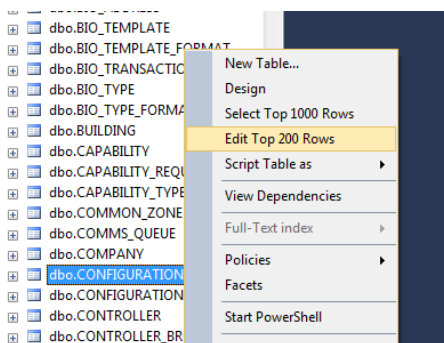 dbo.BIO_TEMPLATE
dbo.BIO_TEMPLATE_FORMAT
dbo.BIO_TRANSACTIO
dbo.BIO_TYPE
dbo.BIO_TYPE_FORMA
dbo.BUILDING
dbo.CAPABILITY
dbo.CAPABILITY_REQU
dbo.CAPABILITY_TYPE
dbo.COMMON_ZONE
dbo.COMMS_QUEUE
dbo.COMPANY
dbo.CONFIGURATION
dbo.CONFIGURATION
dbo.CONTROLLER
dbo.CONTROLLER_BR
New Table...
Design
Select Top 1000 Rows
Edit Top 200 Rows
Script Table as
View Dependencies
Full-Text index
Policies
Facets
Start PowerShell